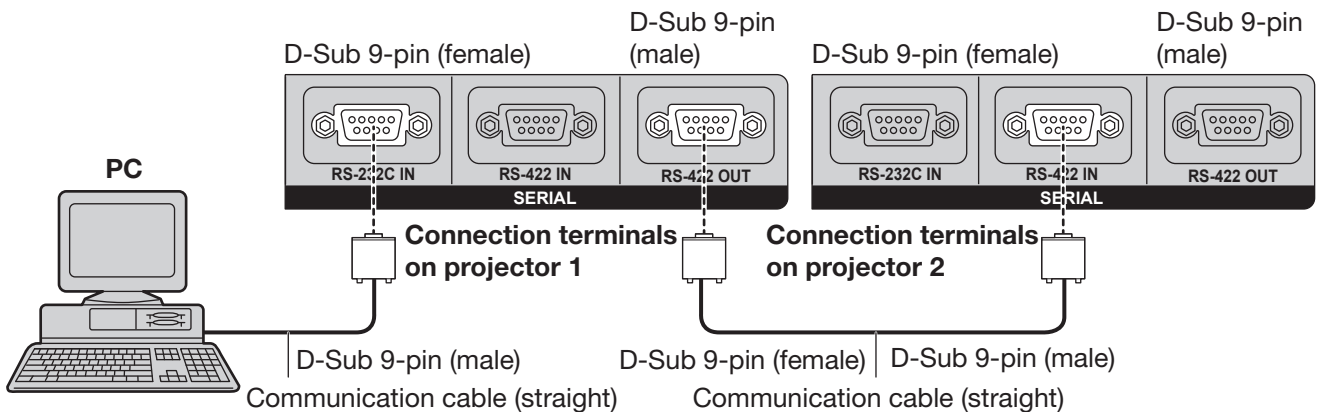 D-Sub 9-pin (female)
D-Sub 9-pin
(male)
RS-232C IN
RS-422 IN
RS-422 OUT
SERIAL
D-Sub 9-pin (female)
D-Sub 9-pin
(male)
RS-232C IN
RS-422 IN
RS-422 OUT
SERIAL
PC
Connection terminals
on projector 1
Connection terminals
on projector 2
D-Sub 9-pin (male)
Communication cable (straight)
D-Sub 9-pin (female)
D-Sub 9-pin (male)
Communication cable (straight)